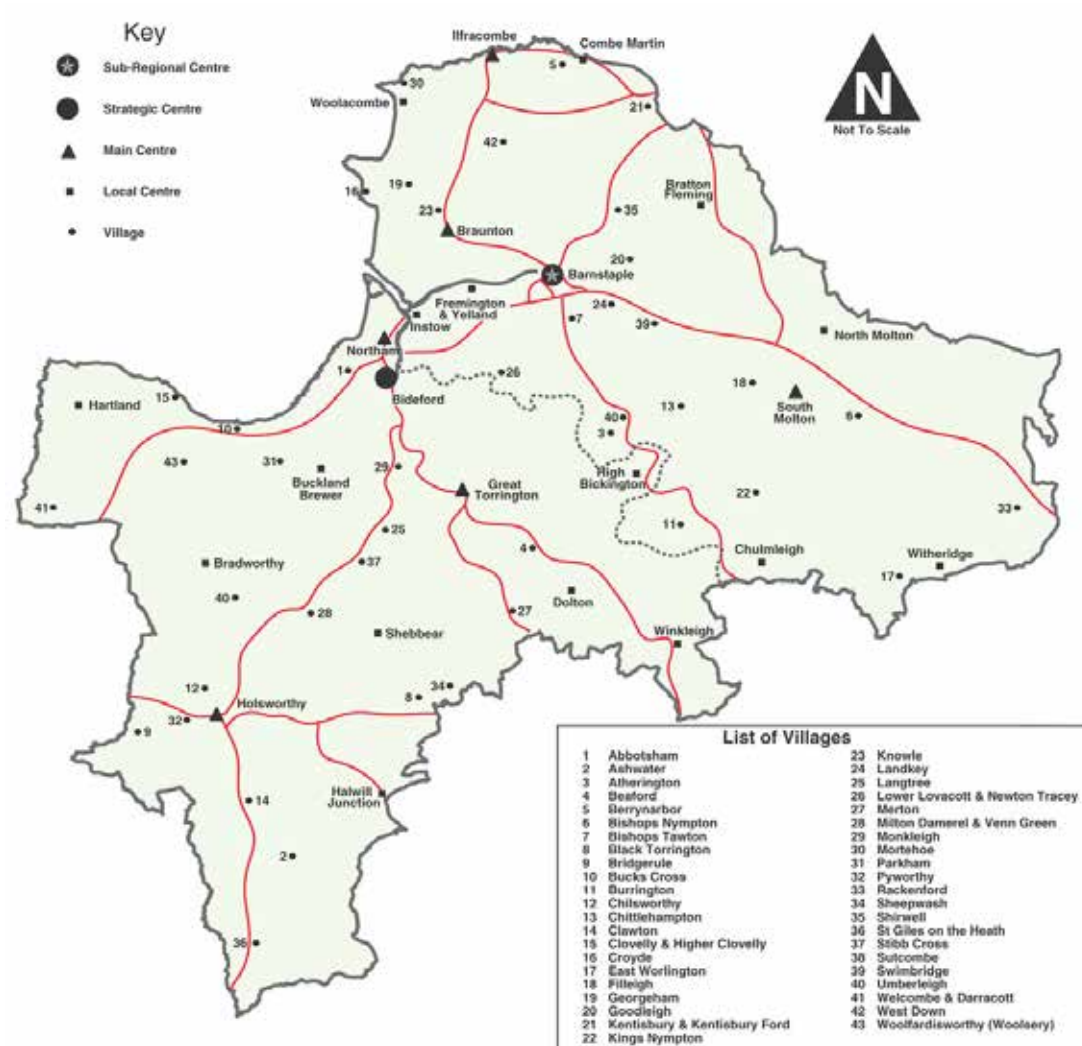 Key
Sub-Regional Centre
Strategic Centre
Main Centre
Local Centre
Village
N
Not To Scale
Ilfracombe
Combe Martin
5
30
Woolacombe
21
42
16
19
23
Braunton
35
Bratton
Fleming
20
Barnstaple
Fremington
& Yelland
Instow
24
7
39
North Molton
Northam
1
Bideford
26
18
South
Molton
15
Hartland
10
13
6
40
3
43
31
Buckland
Brewer
29
Great
Torrington
High
Bickington
22
41
33
25
11
4
Bradworthy
37
Chulmleigh
Witheridge
17
40
28
Dolton
27
Shebbear
Winkleigh
12
34
8
Holsworthy
32
9
Halwill
Junction
14
2
36
List of Villages
1 Abbotsham
2 Ashwater
3 Atherington
4 Beaford
5 Berrynarbor
6 Bishops Nympton
7 Bishops Tawton
8 Black Torrington
9 Bridgerule
10 Bucks Cross
11 Burrington
12 Chilsworthy
13 Chittlehampton
14 Clawton
15 Clovelly & Higher Clovelly
16 Croyde
17 East Worlington
18 Filleigh
19 Georgeham
20 Goodleigh
21 Kentisbury & Kentisbury Ford
22 Kings Nympton
23 Knowle
24 Landkey
25 Langtree
26 Lower Lovacott & Newton Tracey
27 Merton
28 Milton Damerel & Venn Green
29 Monkleigh
30 Mortehoe
31 Parkham
32 Pyworthy
33 Rackenford
34 Sheepwash
35 Shirwell
36 St Giles on the Heath
37 Stibb Cross
38 Sutcombe
39 Swimbridge
40 Umberleigh
41 Welcombe & Darracott
42 West Down
43 Woolfardisworthy (Woolsery)